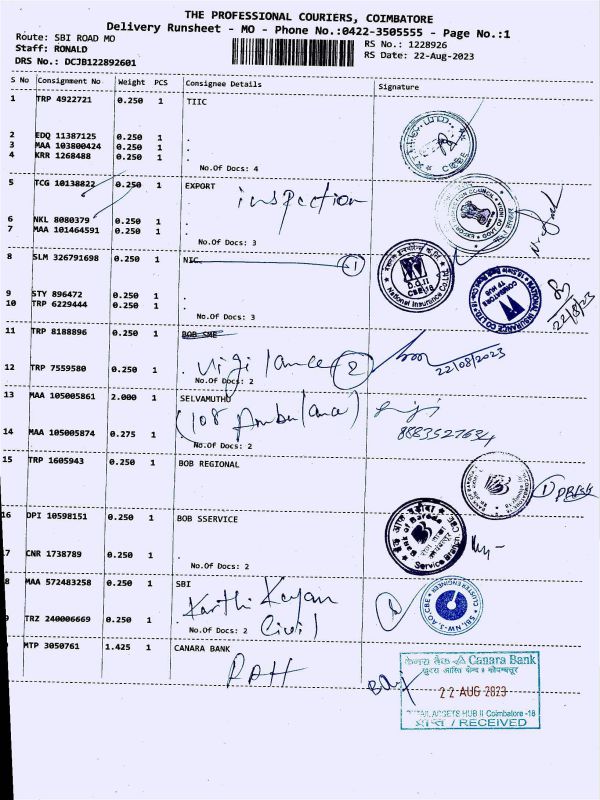 THE PROFESSIONAL COURIERS, COIMBATORE
Delivery Runsheet - MO - Phone No.:0422-3505555 - Page No.:1
Route: SBI ROAD MO
RS No.: 1228926
Staff: RONALD
RS Date: 22-Aug-2023
DRS No.: DCJB122892601
S No Consignment No Weight PCS Consignee Details Signature
1 TRP 4922721 0.250 1 TIIC
2 EDQ 11387125 0.250 1 .
3 MAA 103800424 0.250 1 .
4 KRR 1268488 0.250 1 .
No.Of Docs: 4
5 TCG 10138822 0.250 1 EXPORT
inspection
6 NKL 8080379 0.250 1 .
7 MAA 101464591 0.250 1 .
No.Of Docs: 3
8 SLM 326791698 0.250 1 NIC 1
D.O.II
CBE-18
National Insurance Co.
9 STY 896472 0.250 1 .
10 TRP 6229444 0.250 1 .
No.Of Docs: 3
22/8/23
11 TRP 8188896 0.250 1 BOB SME
vigilance 2
22/08/2023
12 TRP 7559580 0.250 1 .
No.Of Docs: 2
13 MAA 105005861 2.000 1 SELVAMUTHU
(108 Ambulance)
14 MAA 105005874 0.275 1 .
8883527634
No.Of Docs: 2
15 TRP 1605943 0.250 1 BOB REGIONAL
16 DPI 10598151 0.250 1 BOB SSERVICE
Bank of Baroda
Service Branch
17 CNR 1738789 0.250 1 .
No.Of Docs: 2
8 MAA 572483258 0.250 1 SBI
Karthi Keyan
Civil
9 TRZ 240006669 0.250 1 .
No.Of Docs: 2
MTP 3050761 1.425 1 CANARA BANK
RAH
केनरा बैंक Canara Bank
22 AUG 2023
RETAIL ASSETS HUB II Coimbatore -18
प्राप्ति / RECEIVED